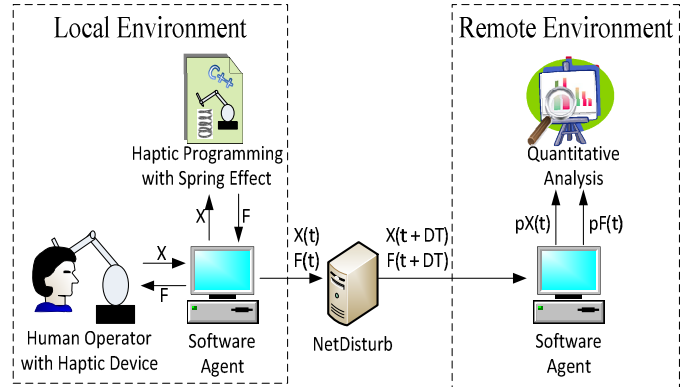 Local Environment
Remote Environment
C++
Haptic Programming
with Spring Effect
Quantitative
Analysis
X
F
X
F
X(t)
F(t)
X(t + DT)
F(t + DT)
pX(t)
pF(t)
Human Operator
with Haptic Device
Software
Agent
NetDisturb
Software
Agent